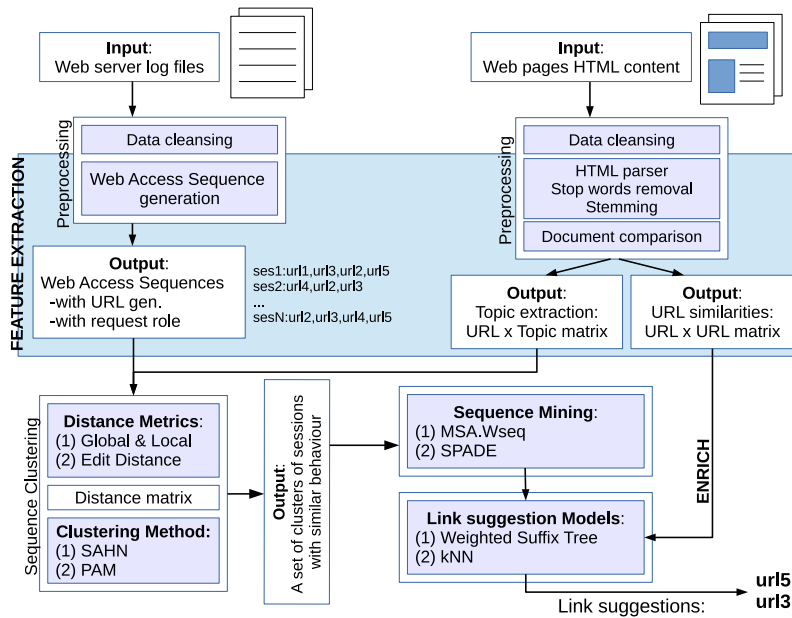 Input:
Web server log files
Input:
Web pages HTML content
Preprocessing
Data cleansing
Web Access Sequence
generation
Preprocessing
Data cleansing
HTML parser
Stop words removal
Stemming
Document comparison
FEATURE EXTRACTION
Output:
Web Access Sequences
-with URL gen.
-with request role
ses1:url1,url3,url2,url5
ses2:url4,url2,url3
...
sesN:url2,url3,url4,url5
Output:
Topic extraction:
URL x Topic matrix
Output:
URL similarities:
URL x URL matrix
Sequence Clustering
Distance Metrics:
(1) Global & Local
(2) Edit Distance
Distance matrix
Clustering Method:
(1) SAHN
(2) PAM
Output:
A set of clusters of sessions
with similar behaviour
Sequence Mining:
(1) MSA.Wseq
(2) SPADE
ENRICH
Link suggestion Models:
(1) Weighted Suffix Tree
(2) kNN
Link suggestions:
url5
url3